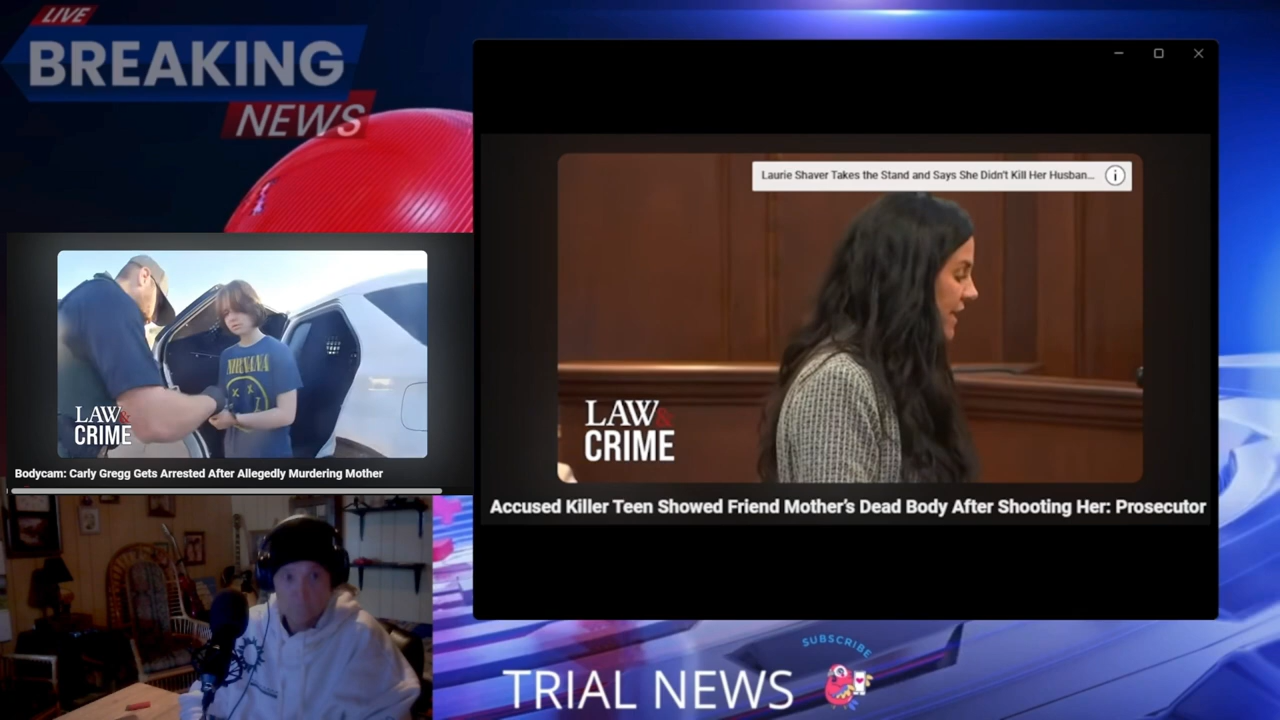 LIVE
BREAKING
NEWS
Laurie Shaver Takes the Stand and Says She Didn't Kill Her Husban...
i
NIRVANA
LAW&
CRIME
Bodycam: Carly Gregg Gets Arrested After Allegedly Murdering Mother
LAW&
CRIME
Accused Killer Teen Showed Friend Mother's Dead Body After Shooting Her: Prosecutor
SUBSCRIBE
TRIAL NEWS